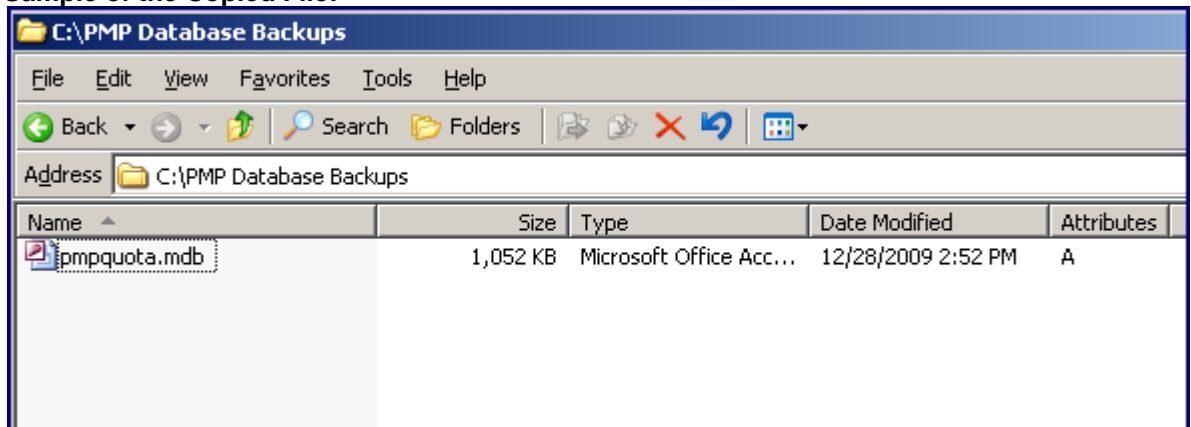 Sample of the Copied File:
C:\PMP Database Backups
File Edit View Favorites Tools Help
Back Search Folders
Address C:\PMP Database Backups
Name Size Type Date Modified Attributes
pmpquota.mdb 1,052 KB Microsoft Office Acc... 12/28/2009 2:52 PM A